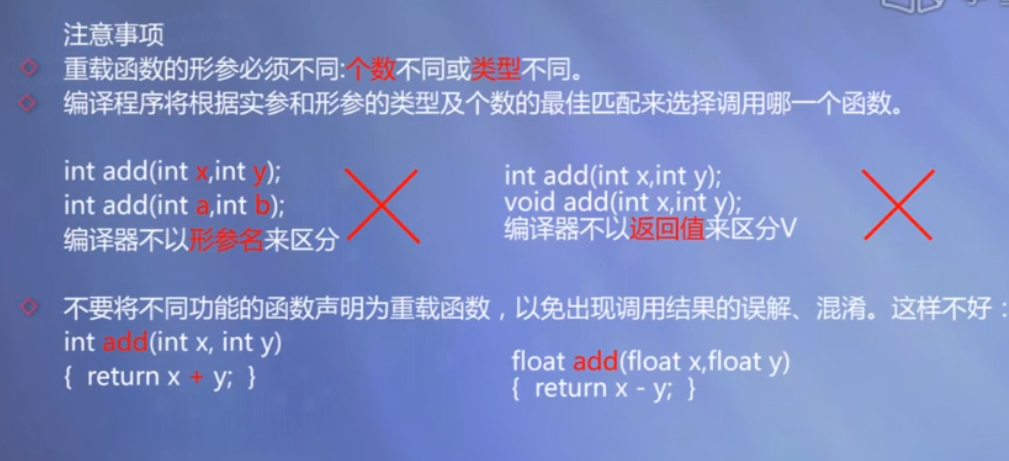 注意事项
重载函数的形参必须不同:个数不同或类型不同。
编译程序将根据实参和形参的类型及个数的最佳匹配来选择调用哪一个函数。
int add(int x,int y);
int add(int a,int b);
编译器不以形参名来区分
int add(int x,int y);
void add(int x,int y);
编译器不以返回值来区分V
不要将不同功能的函数声明为重载函数，以免出现调用结果的误解、混淆。这样不好：
int add(int x, int y)
{ return x + y; }
float add(float x,float y)
{ return x - y; }